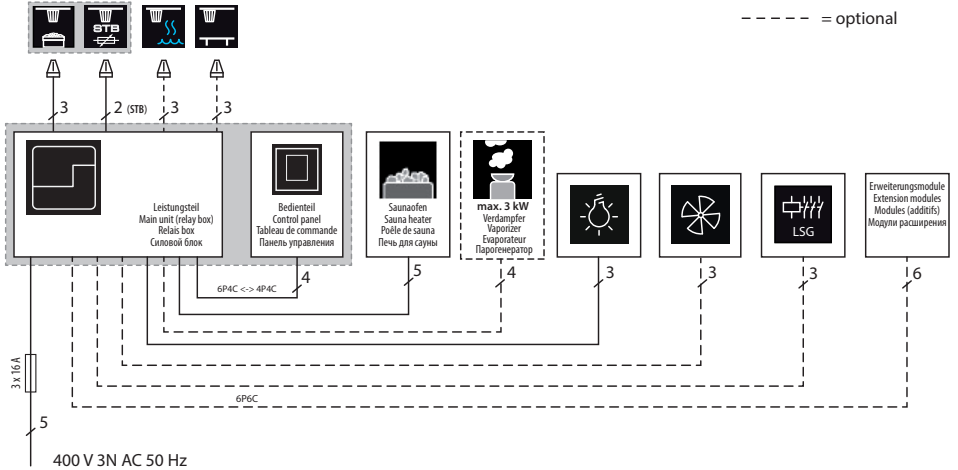 = optional
STB
3
2 (STB)
3
3
Leistungsteil
Main unit (relay box)
Relais box
Силовой блок
Bedienteil
Control panel
Tableau de commande
Панель управления
Saunaofen
Sauna heater
Poêle de sauna
Печь для сауны
max. 3 kW
Verdampfer
Vaporizer
Evaporateur
Парогенератор
LSG
Erweiterungsmodule
Extension modules
Modules (additifs)
Модули расширения
4
5
4
3
3
3
6
6P4C <-> 4P4C
3 x 16 A
6P6C
5
400 V 3N AC 50 Hz